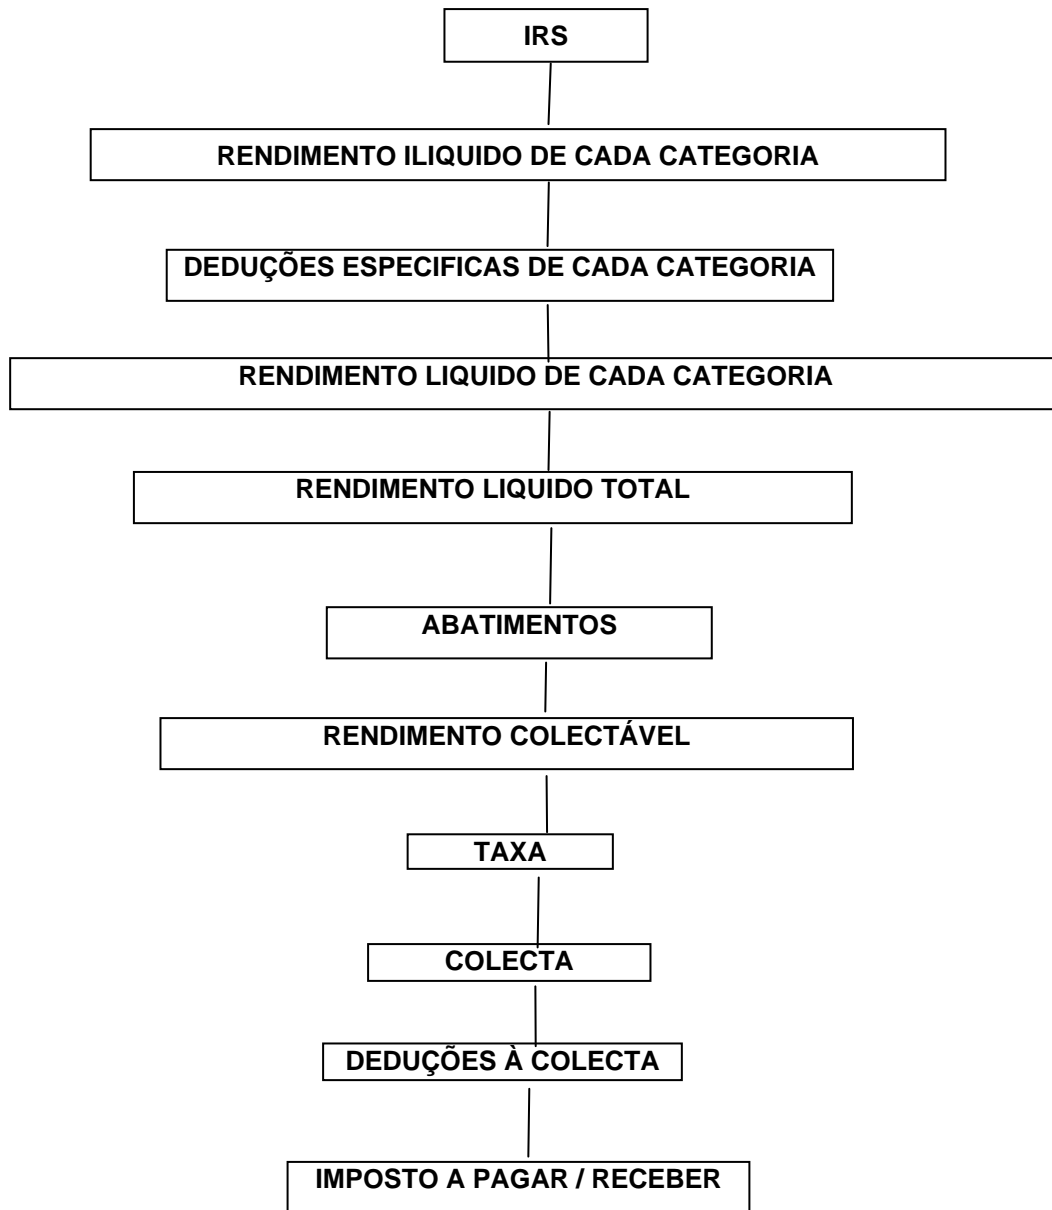 IRS
RENDIMENTO ILIQUIDO DE CADA CATEGORIA
DEDUÇÕES ESPECIFICAS DE CADA CATEGORIA
RENDIMENTO LIQUIDO DE CADA CATEGORIA
RENDIMENTO LIQUIDO TOTAL
ABATIMENTOS
RENDIMENTO COLECTÁVEL
TAXA
COLECTA
DEDUÇÕES À COLECTA
IMPOSTO A PAGAR / RECEBER